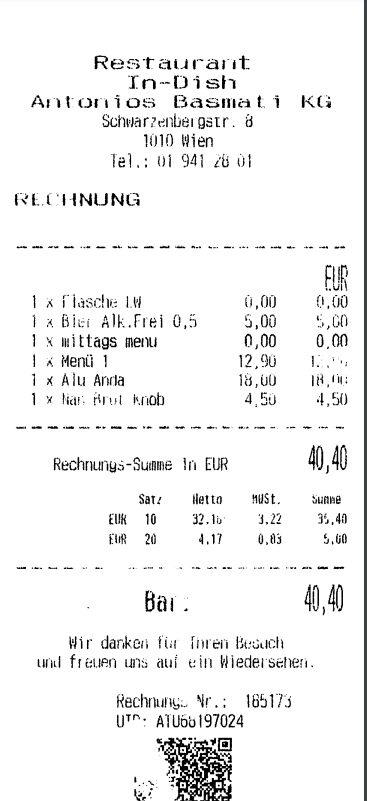 Restaurant
In-Dish
Antonios Basmati KG
Schwarzenbergstr. 8
1010 Wien
Tel.: 01 941 28 01
RECHNUNG
EUR
1 x Flasche LW 0,00 0,00
1 x Bier Alk.Frei 0,5 5,00 5,00
1 x mittags menu 0,00 0,00
1 x Menü 1 12,90
1 x Alu Anda 18,00 18,00
1 x Nan Brot Knob 4,50 4,50
Rechnungs-Summe in EUR 40,40
Satz Netto MUSt. Summe
EUR 10 32,18 3,22 35,40
EUR 20 4,17 0,83 5,00
Bar: 40,40
Wir danken für Ihren Besuch
und freuen uns auf ein Wiedersehen.
Rechnungs Nr.: 165173
ATU66197024